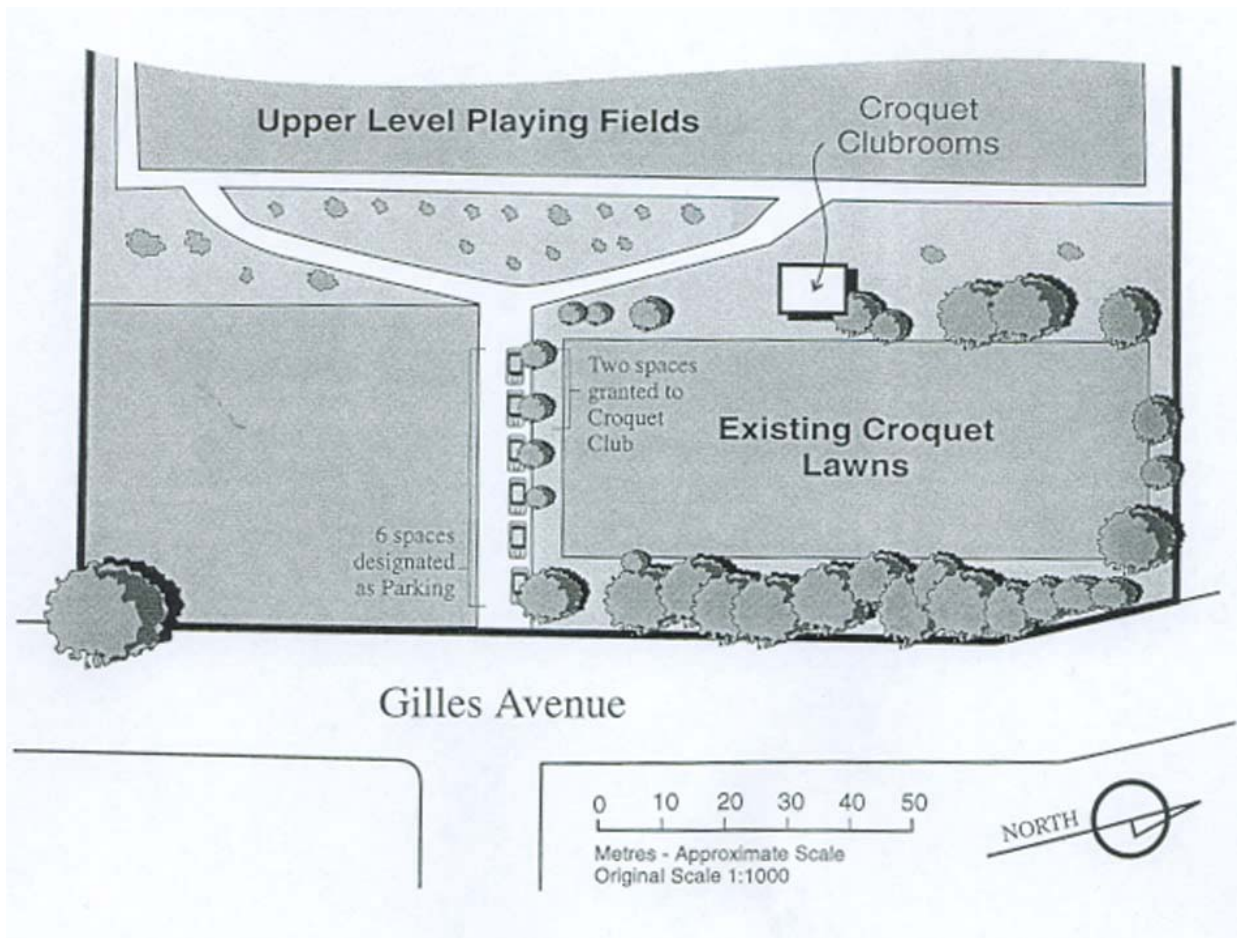 Upper Level Playing Fields
Croquet
Clubrooms
Two spaces
granted to
Croquet
Club
Existing Croquet
Lawns
6 spaces
designated
as Parking
Gilles Avenue
0 10 20 30 40 50
Metres - Approximate Scale
Original Scale 1:1000
NORTH